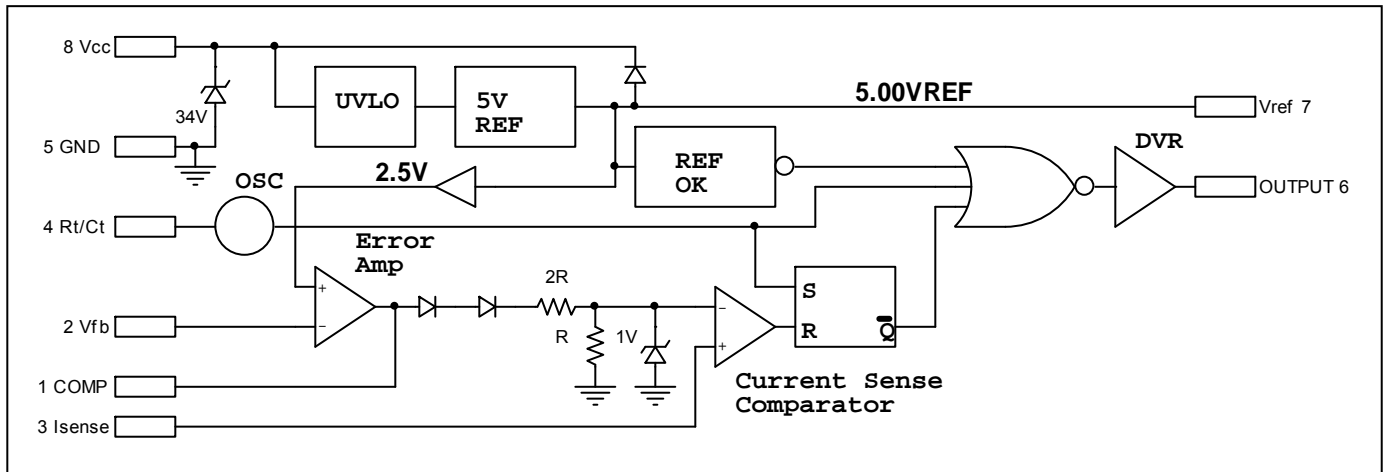 8 Vcc
34V
UVLO
5V
REF
5.00VREF
Vref 7
5 GND
2.5V
REF
OK
DVR
OUTPUT 6
OSC
4 Rt/Ct
Error
Amp
+
−
2R
R
1V
−
+
S
R
Q̅
2 Vfb
1 COMP
Current Sense
Comparator
3 Isense